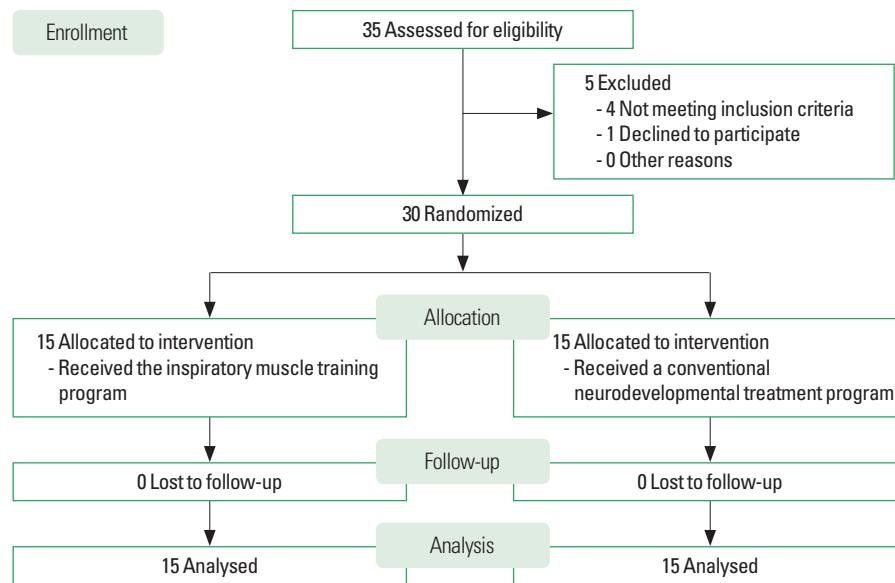 Enrollment
35 Assessed for eligibility
5 Excluded
- 4 Not meeting inclusion criteria
- 1 Declined to participate
- 0 Other reasons
30 Randomized
Allocation
15 Allocated to intervention
- Received the inspiratory muscle training
program
15 Allocated to intervention
- Received a conventional
neurodevelopmental treatment program
Follow-up
0 Lost to follow-up
0 Lost to follow-up
Analysis
15 Analysed
15 Analysed